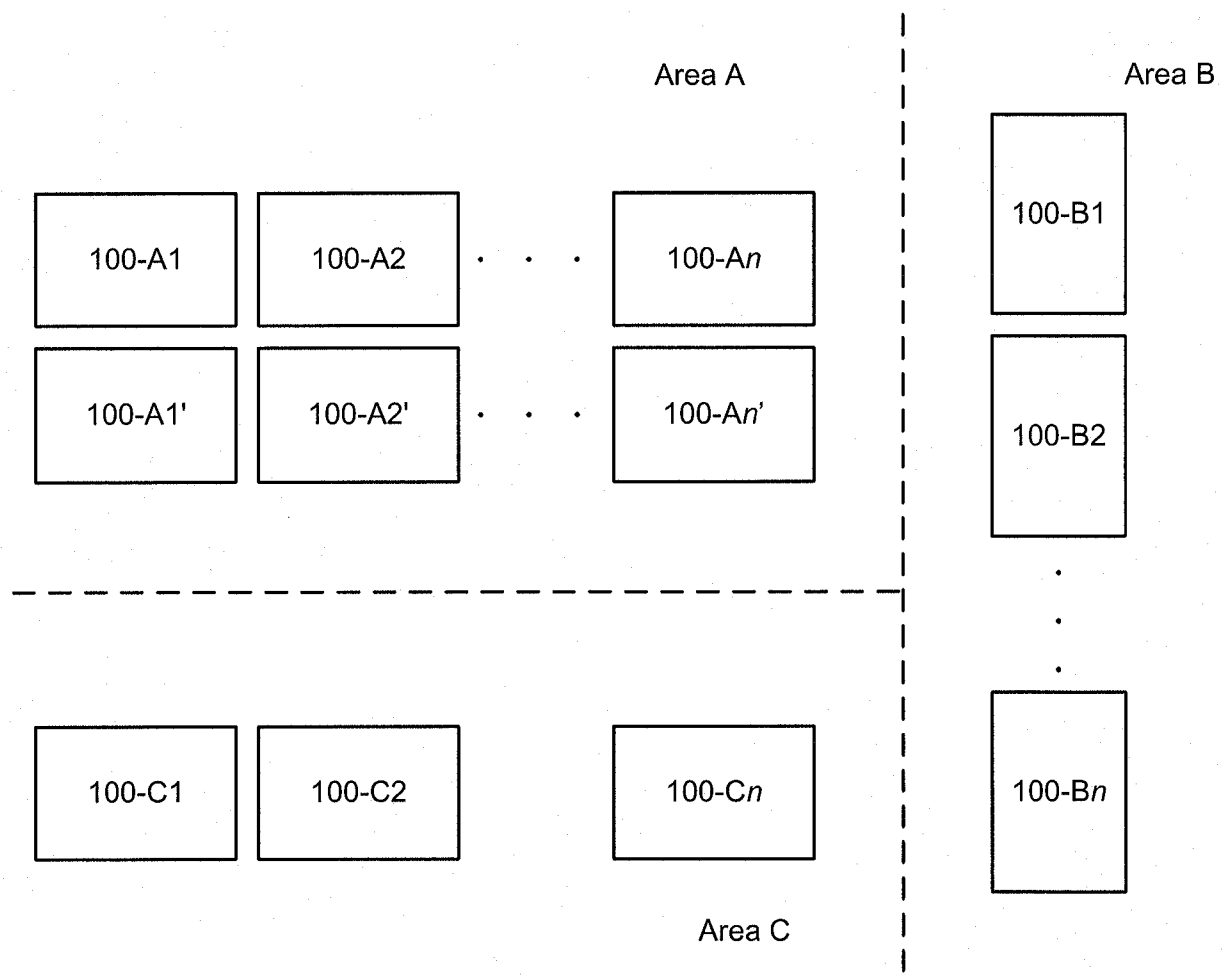 Area A
100-A1 100-A2 . . . 100-An
100-A1' 100-A2' . . . 100-An’
Area B
100-B1
100-B2
.
.
.
100-Bn
100-C1 100-C2 100-Cn
Area C